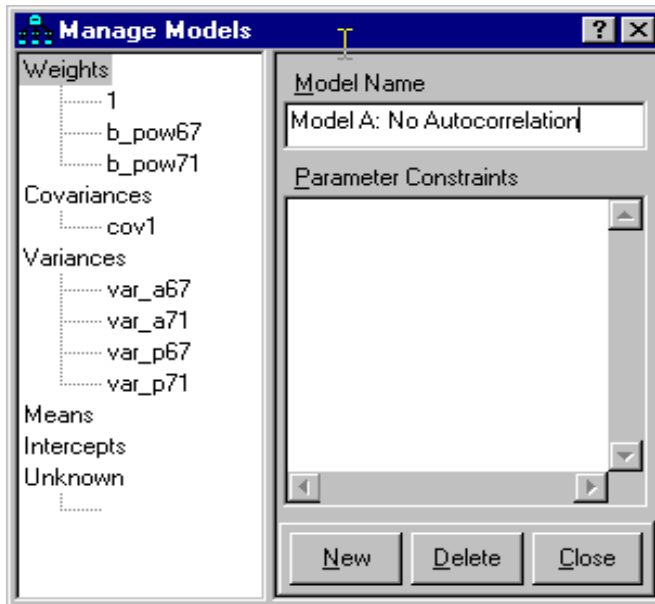 Manage Models
Weights
1
b_pow67
b_pow71
Covariances
cov1
Variances
var_a67
var_a71
var_p67
var_p71
Means
Intercepts
Unknown
Model Name
Model A: No Autocorrelation
Parameter Constraints
New
Delete
Close